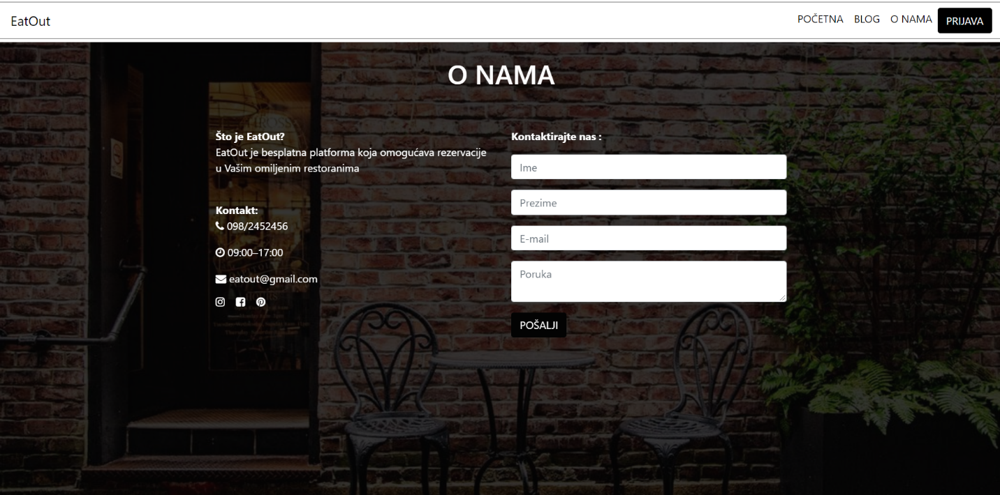 EatOut
POČETNA BLOG O NAMA PRIJAVA
O NAMA
Što je EatOut?
EatOut je besplatna platforma koja omogućava rezervacije
u Vašim omiljenim restoranima
Kontakt:
098/2452456
09:00–17:00
eatout@gmail.com
Kontaktirajte nas :
Ime
Prezime
E-mail
Poruka
POŠALJI